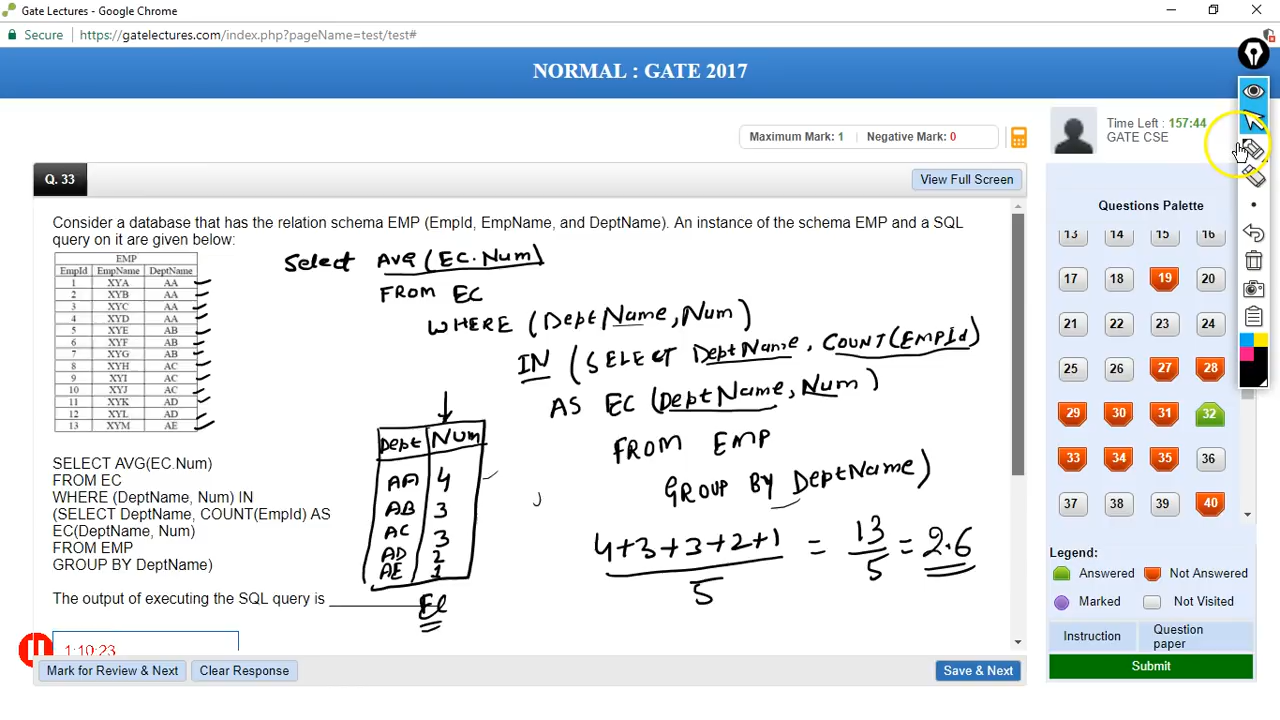 Gate Lectures - Google Chrome
Secure https://gatelectures.com/index.php?pageName=test/test#
NORMAL : GATE 2017
Maximum Mark: 1 Negative Mark: 0
Time Left : 157:44
GATE CSE
Q. 33
View Full Screen
Consider a database that has the relation schema EMP (EmpId, EmpName, and DeptName). An instance of the schema EMP and a SQL
query on it are given below:
EMP
EmpId EmpName DeptName
1 XYA AA
2 XYB AA
3 XYC AA
4 XYD AA
5 XYE AB
6 XYF AB
7 XYG AB
8 XYH AC
9 XYI AC
10 XYJ AC
11 XYK AD
12 XYL AD
13 XYM AE
SELECT AVG(EC.Num)
FROM EC
WHERE (DeptName, Num) IN
(SELECT DeptName, COUNT(EmpId) AS
EC(DeptName, Num)
FROM EMP
GROUP BY DeptName)
The output of executing the SQL query is
Select AVG (EC.Num)
FROM EC
WHERE (DeptName, Num)
IN (SELECT DeptName, COUNT(EmpId)
AS EC (DeptName, Num)
FROM EMP
GROUP BY DeptName)
Dept Num
AA 4
AB 3
AC 3
AD 2
AE 1
4+3+3+2+1 = 13 = 2.6
5 5
1:10:23
Mark for Review & Next Clear Response Save & Next
Questions Palette
13 14 15 16
17 18 19 20
21 22 23 24
25 26 27 28
29 30 31 32
33 34 35 36
37 38 39 40
Legend:
Answered Not Answered
Marked Not Visited
Instruction Question
paper
Submit